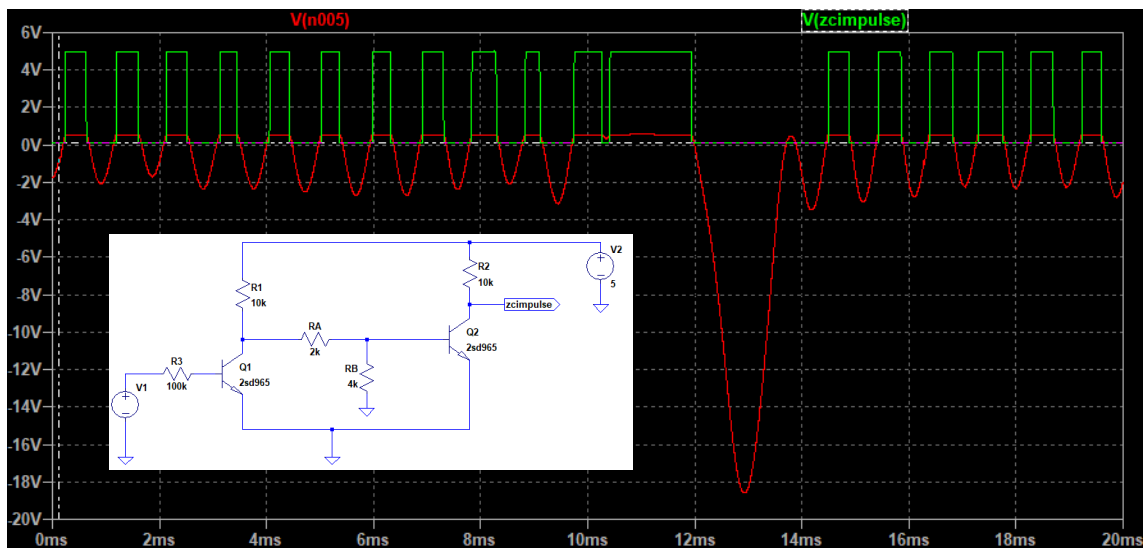 V(n005) V(zcimpulse)
6V
4V
2V
0V
-2V
-4V
-6V
-8V
-10V
-12V
-14V
-16V
-18V
-20V
0ms 2ms 4ms 6ms 8ms 10ms 12ms 14ms 16ms 18ms 20ms
R1
10k
R2
10k
V2
5
zcimpulse
RA
2k
Q2
2sd965
R3
100k
Q1
2sd965
RB
4k
V1